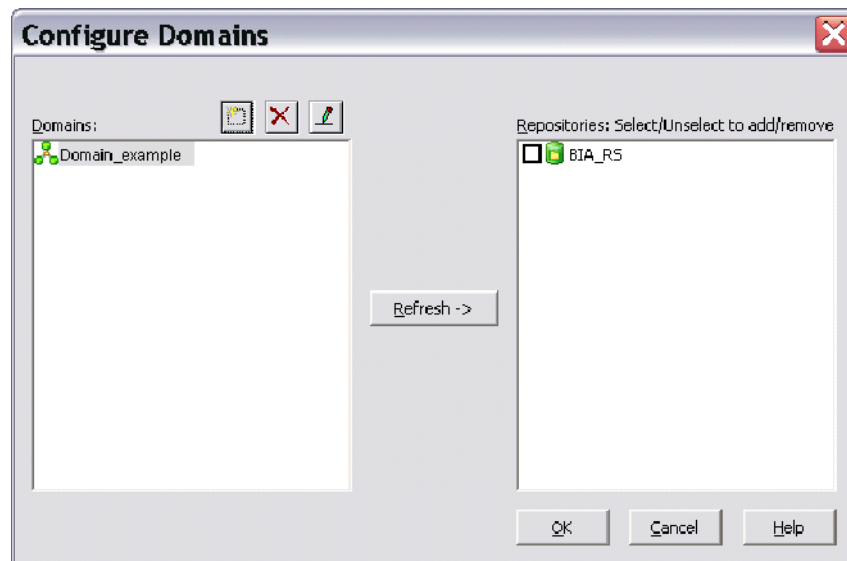 Configure Domains
Domains:
Domain_example
Refresh ->
Repositories: Select/Unselect to add/remove
BIA_RS
OK
Cancel
Help